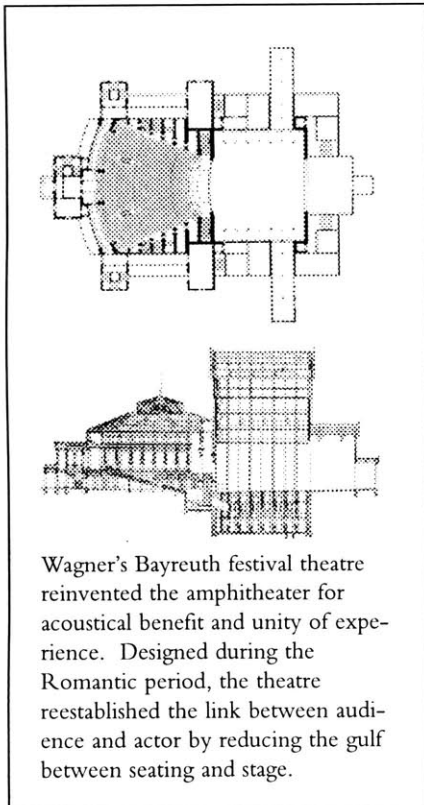 Wagner's Bayreuth festival theatre
reinvented the amphitheater for
acoustical benefit and unity of expe-
rience.  Designed during the
Romantic period, the theatre
reestablished the link between audi-
ence and actor by reducing the gulf
between seating and stage.